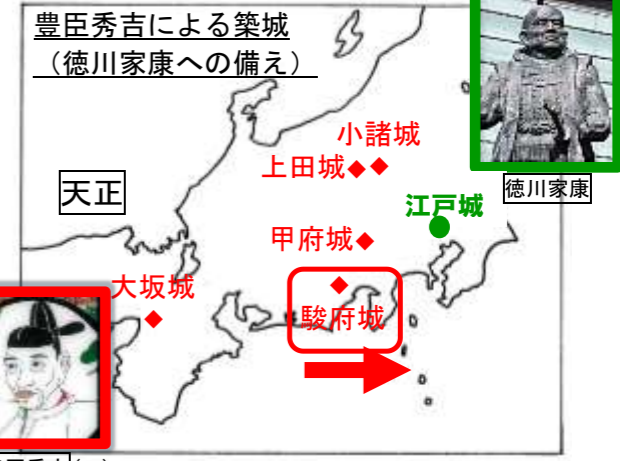 豊臣秀吉による築城
（徳川家康への備え）
小諸城
上田城
徳川家康
天正
江戸城
甲府城
大坂城
駿府城